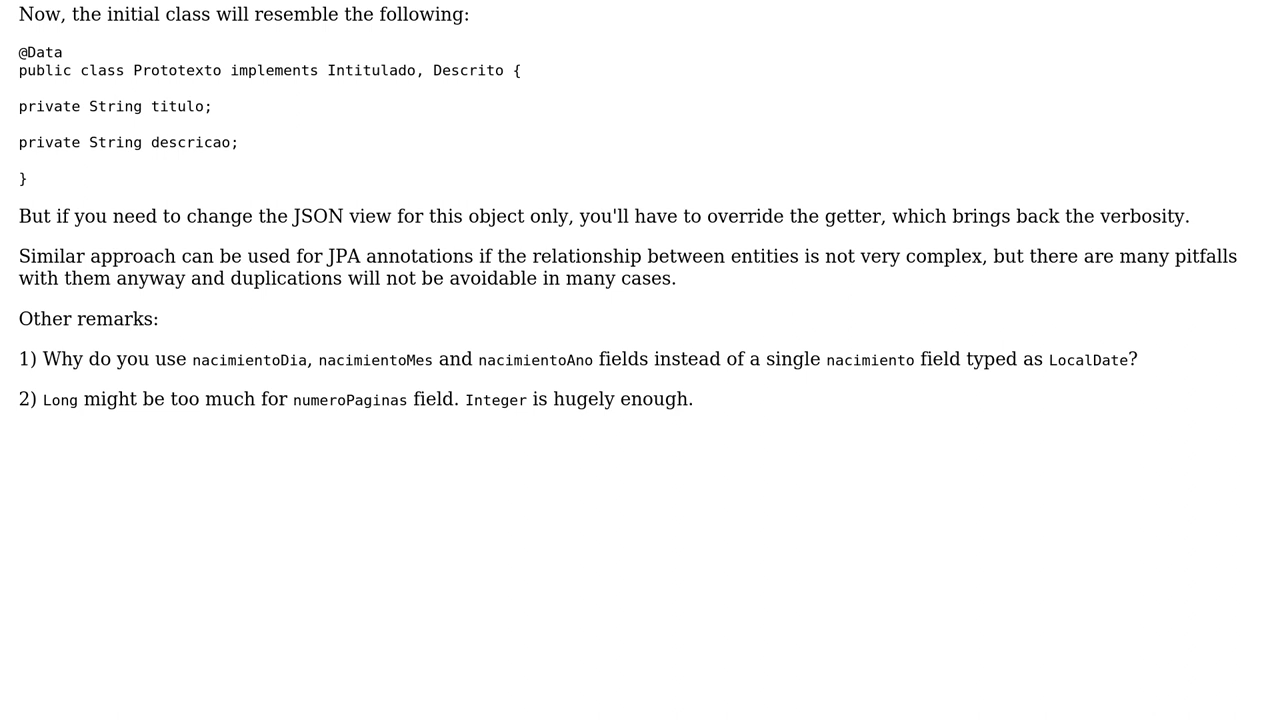 Now, the initial class will resemble the following:
@Data
public class Prototexto implements Intitulado, Descrito {
private String titulo;
private String descricao;
}
But if you need to change the JSON view for this object only, you'll have to override the getter, which brings back the verbosity.
Similar approach can be used for JPA annotations if the relationship between entities is not very complex, but there are many pitfalls
with them anyway and duplications will not be avoidable in many cases.
Other remarks:
1) Why do you use nacimientoDia, nacimientoMes and nacimientoAno fields instead of a single nacimiento field typed as LocalDate?
2) Long might be too much for numeroPaginas field. Integer is hugely enough.